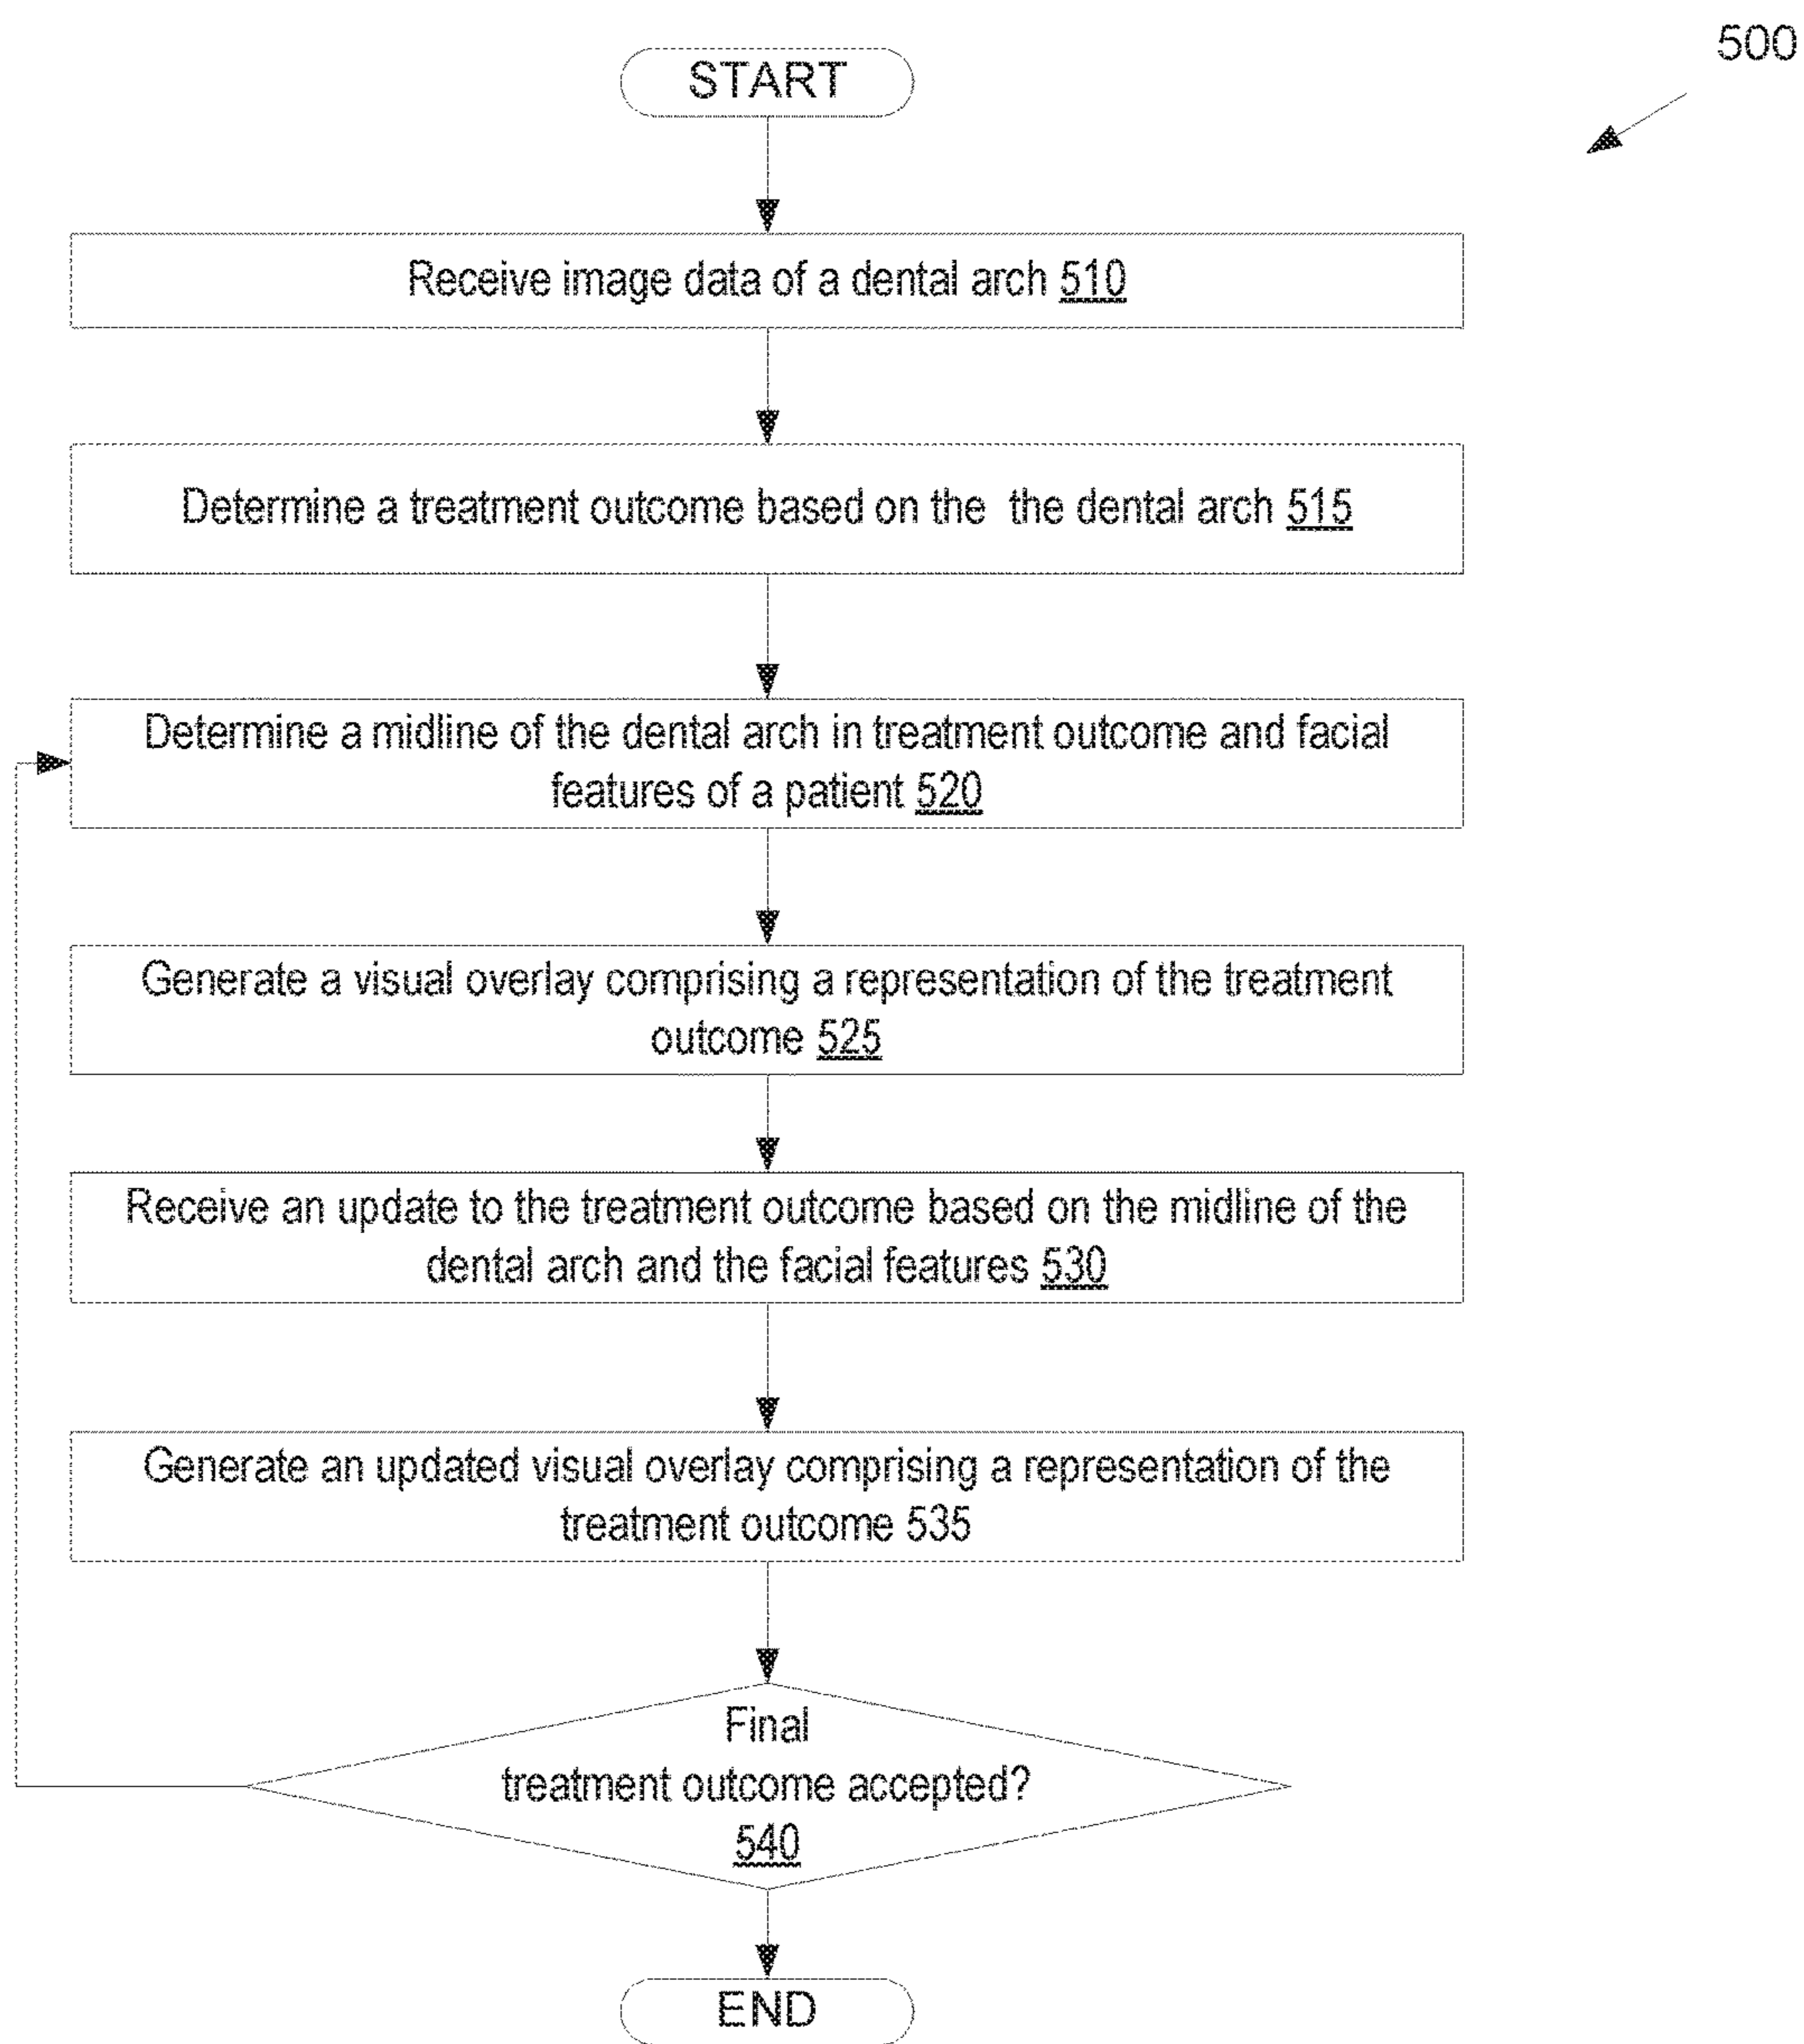 500
START
Receive image data of a dental arch 510
Determine a treatment outcome based on the the dental arch 515
Determine a midline of the dental arch in treatment outcome and facial
features of a patient 520
Generate a visual overlay comprising a representation of the treatment
outcome 525
Receive an update to the treatment outcome based on the midline of the
dental arch and the facial features 530
Generate an updated visual overlay comprising a representation of the
treatment outcome 535
Final
treatment outcome accepted?
540
END